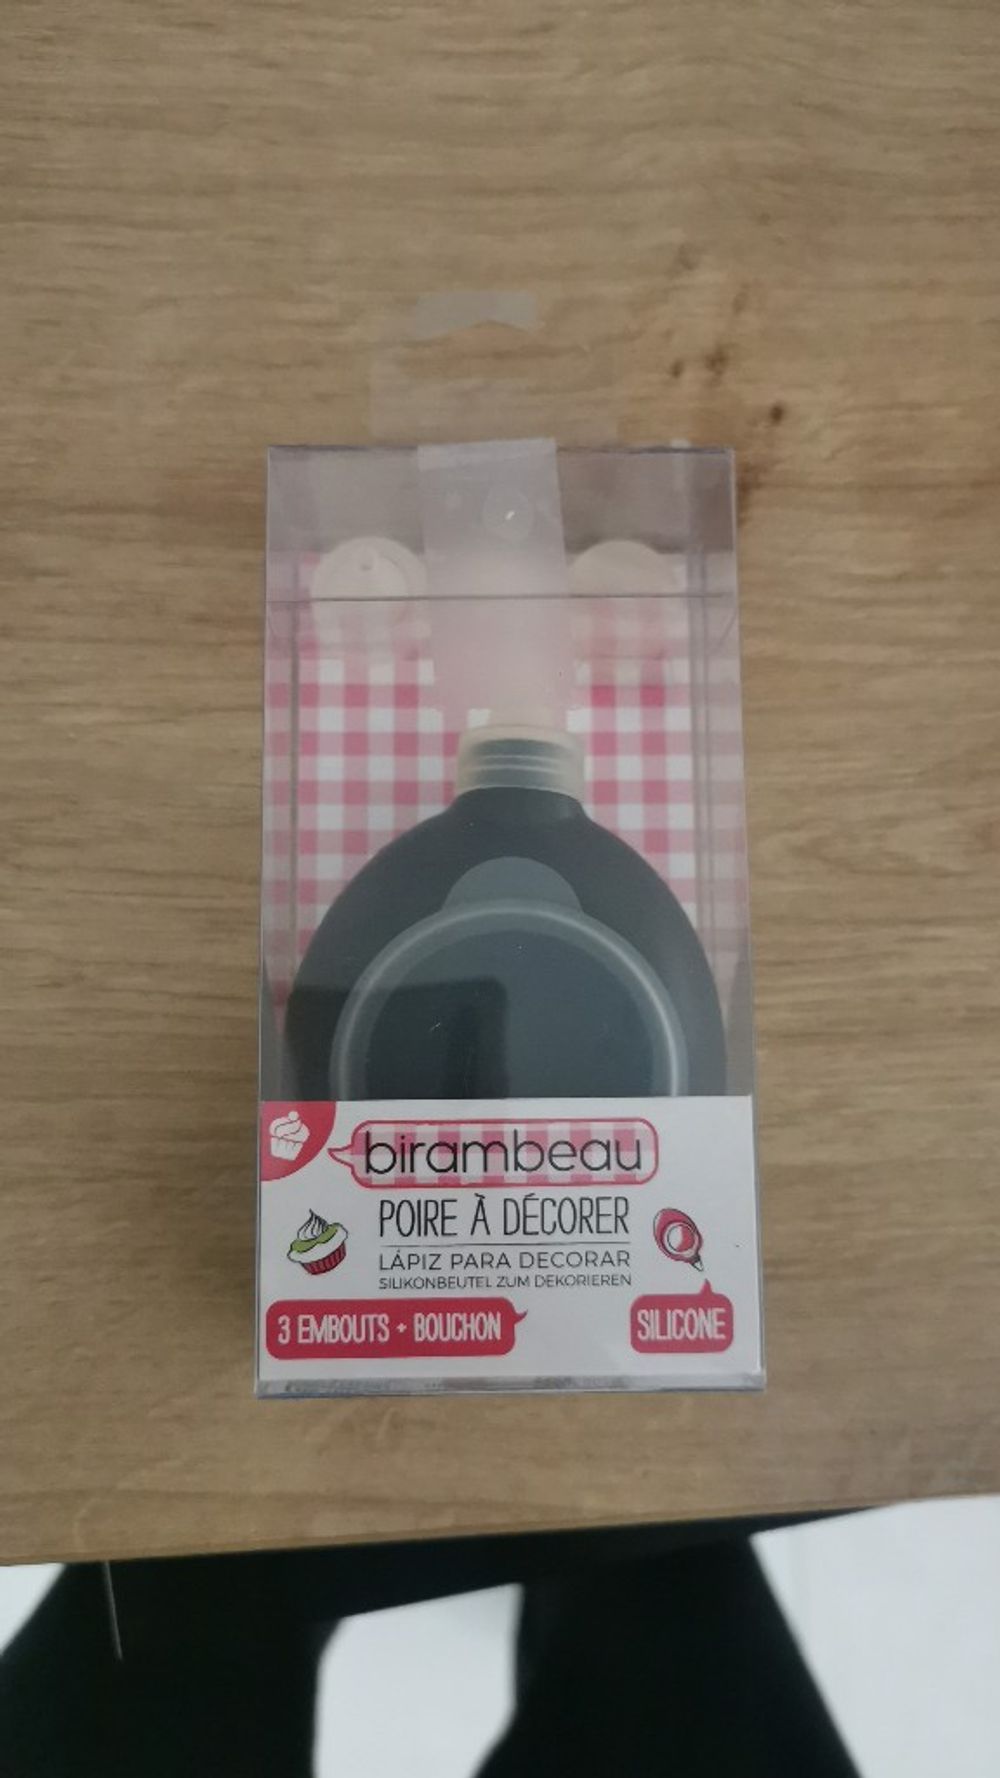 birambeau
POIRE À DÉCORER
LÁPIZ PARA DECORAR
SILIKONBEUTEL ZUM DEKORIEREN
3 EMBOUTS + BOUCHON
SILICONE